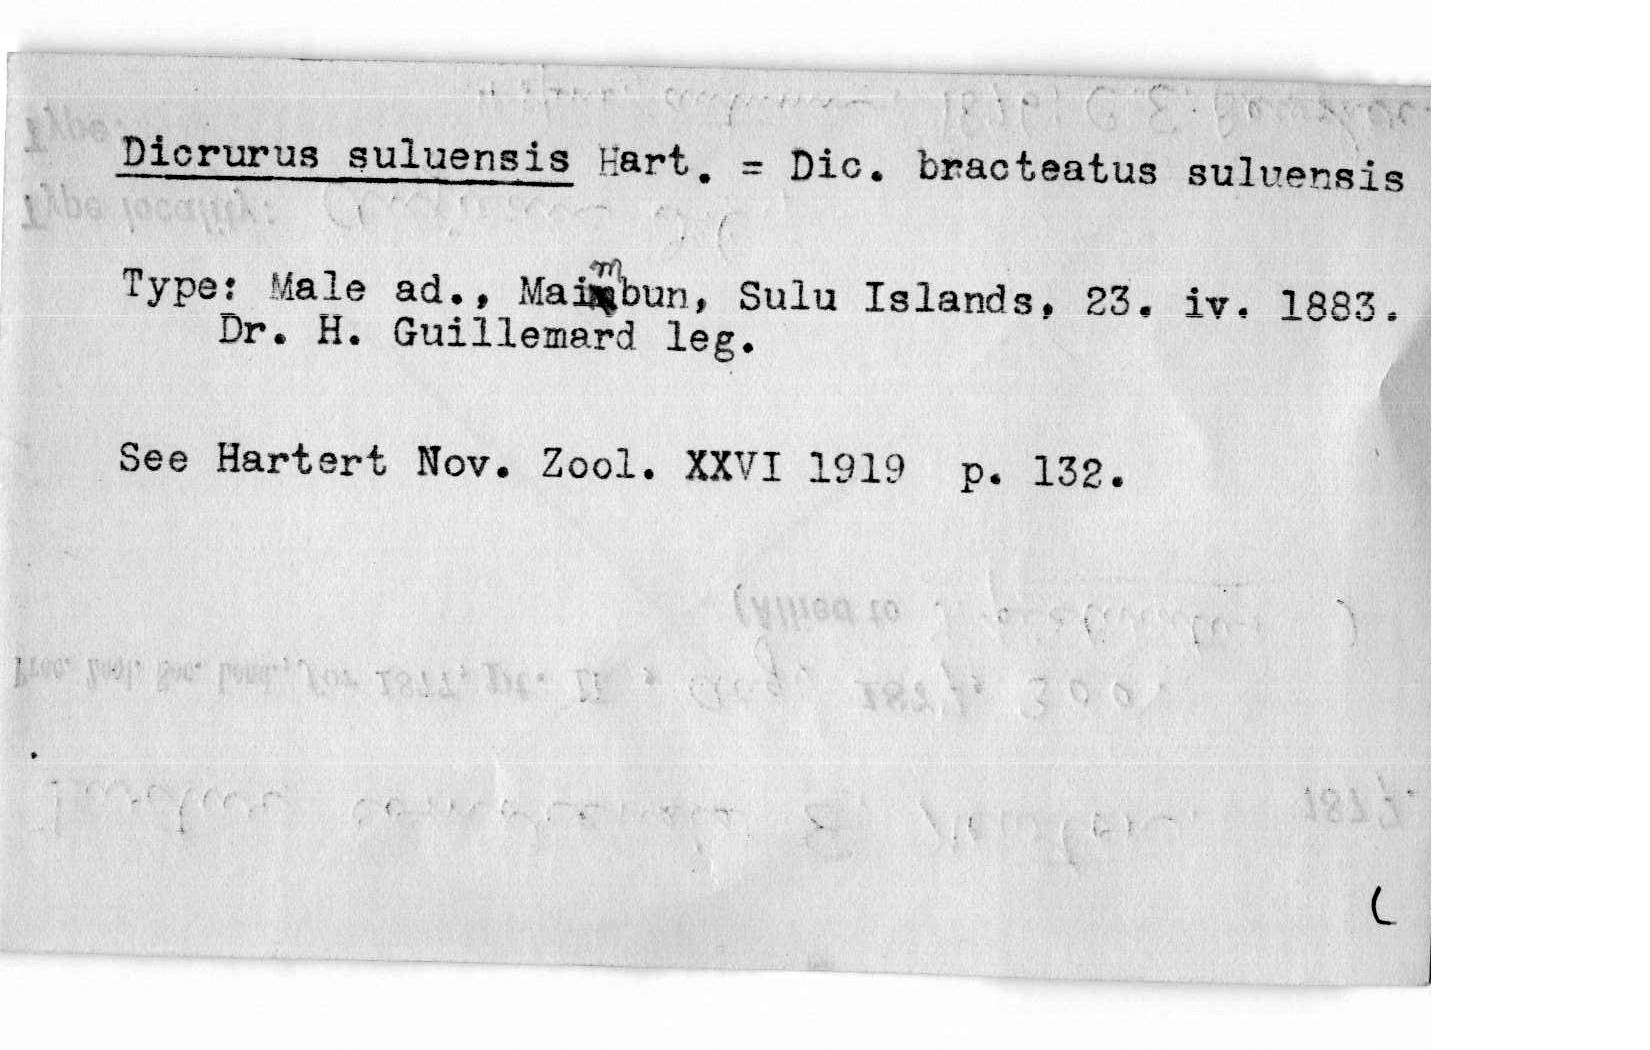 Dicrurus suluensis Hart. = Dic. bracteatus suluensis
Type: Male ad., Maimbun, Sulu Islands, 23. iv. 1883.
Dr. H. Guillemard leg.
See Hartert Nov. Zool. XXVI 1919 p. 132.